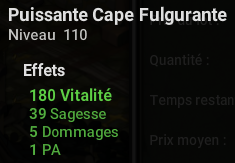 Puissante Cape Fulgurante
Niveau 110
Effets
180 Vitalité
39 Sagesse
5 Dommages
1 PA
Quantité :
Temps restan
Prix moyen :